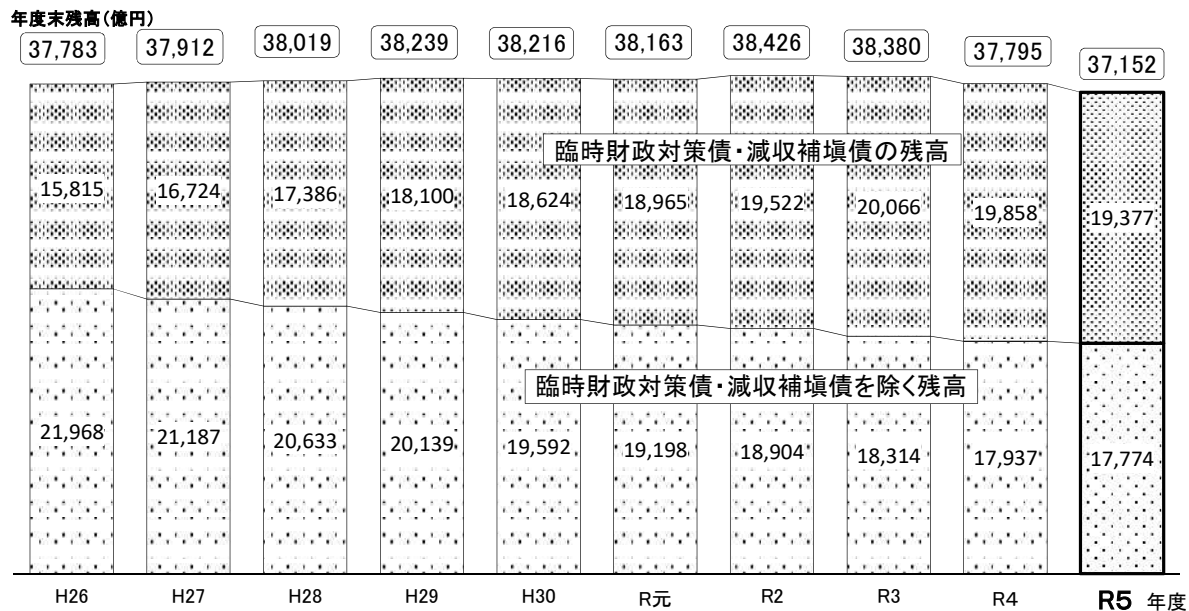 年度末残高(億円)
37,783 37,912 38,019 38,239 38,216 38,163 38,426 38,380 37,795 37,152
臨時財政対策債・減収補塡債の残高
15,815 16,724 17,386 18,100 18,624 18,965 19,522 20,066 19,858 19,377
臨時財政対策債・減収補塡債を除く残高
21,968 21,187 20,633 20,139 19,592 19,198 18,904 18,314 17,937 17,774
H26 H27 H28 H29 H30 R元 R2 R3 R4 R5 年度